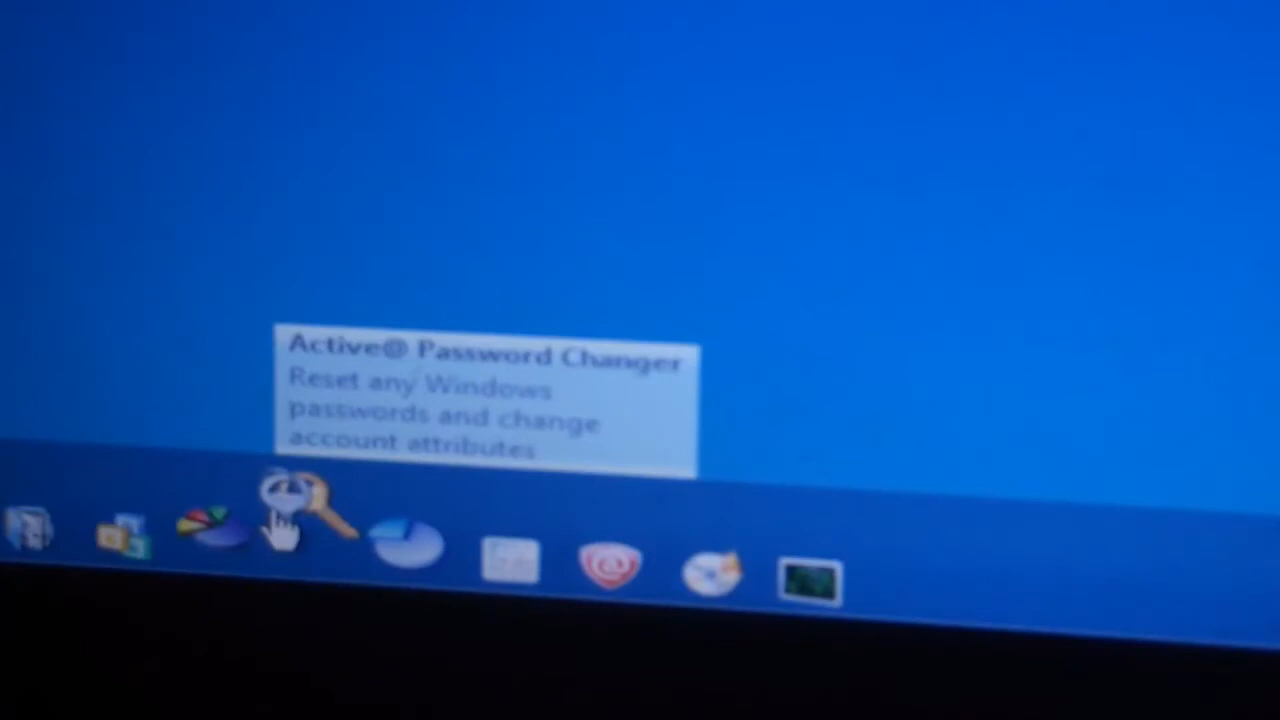 Active@ Password Changer
Reset any Windows
passwords and change
account attributes